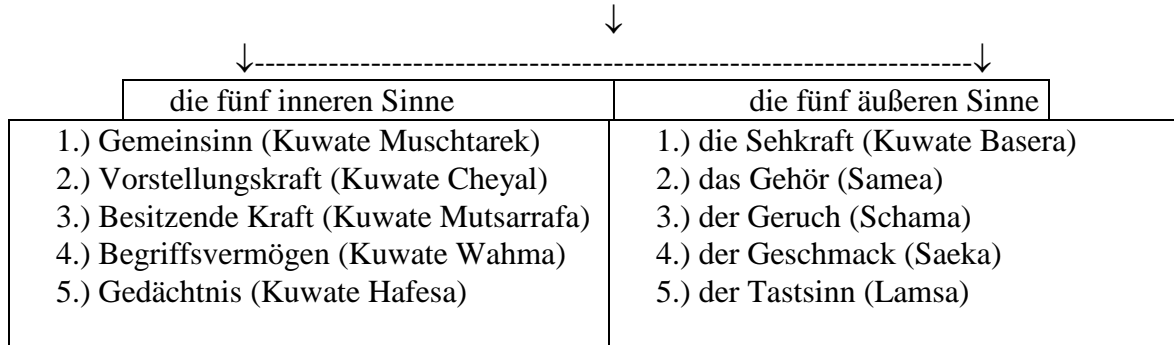 ↓
↓--------------------------------------------------------------------↓
die fünf inneren Sinne
die fünf äußeren Sinne
1.) Gemeinsinn (Kuwate Muschtarek)
2.) Vorstellungskraft (Kuwate Cheyal)
3.) Besitzende Kraft (Kuwate Mutsarrafa)
4.) Begriffsvermögen (Kuwate Wahma)
5.) Gedächtnis (Kuwate Hafesa)
1.) die Sehkraft (Kuwate Basera)
2.) das Gehör (Samea)
3.) der Geruch (Schama)
4.) der Geschmack (Saeka)
5.) der Tastsinn (Lamsa)